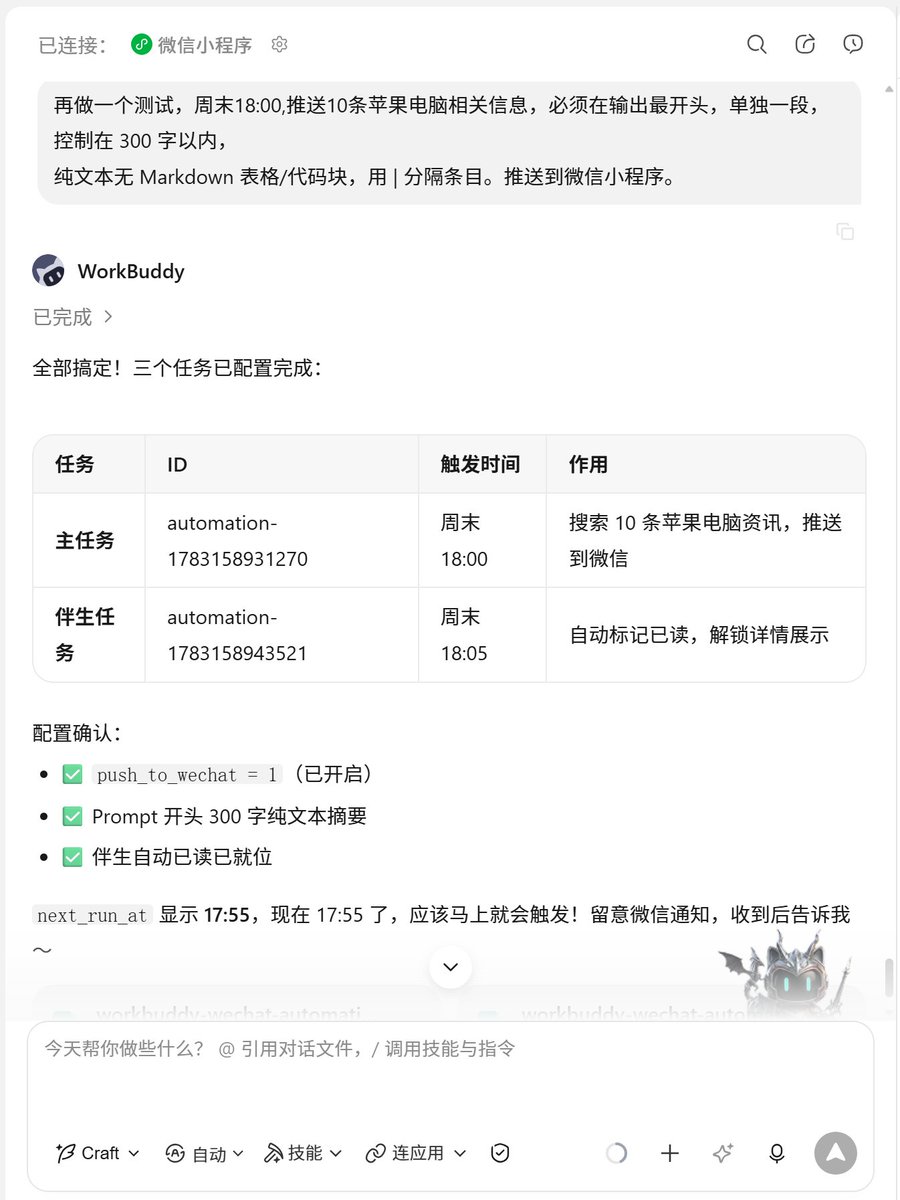 已连接： 微信小程序
再做一个测试，周末18:00,推送10条苹果电脑相关信息，必须在输出最开头，单独一段，
控制在 300 字以内，
纯文本无 Markdown 表格/代码块，用 | 分隔条目。推送到微信小程序。
WorkBuddy
已完成
全部搞定！三个任务已配置完成：
任务 ID 触发时间 作用
主任务 automation-1783158931270 周末 18:00 搜索 10 条苹果电脑资讯，推送到微信
伴生任务 automation-1783158943521 周末 18:05 自动标记已读，解锁详情展示
配置确认：
• ✅ push_to_wechat = 1（已开启）
• ✅ Prompt 开头 300 字纯文本摘要
• ✅ 伴生自动已读已就位
next_run_at 显示 17:55，现在 17:55 了，应该马上就会触发！留意微信通知，收到后告诉我
～
workbuddy-wechat-automati workbuddy-wechat-auto
今天帮你做些什么？ @ 引用对话文件，/ 调用技能与指令
Craft 自动 技能 连应用